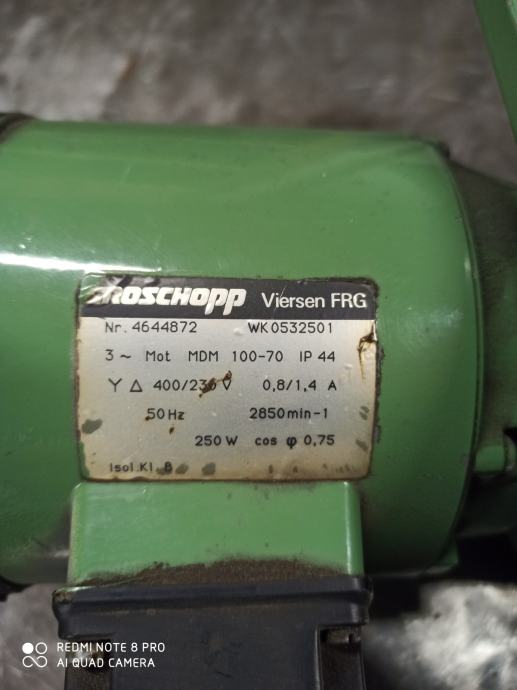 GROSCHOPP Viersen FRG
Nr. 4644872 WK0532501
3 ~ Mot MDM 100-70 IP 44
Y Δ 400/230 V 0,8/1,4 A
50 Hz 2850 min-1
250 W cos φ 0,75
Isol.Kl. B
REDMI NOTE 8 PRO
AI QUAD CAMERA